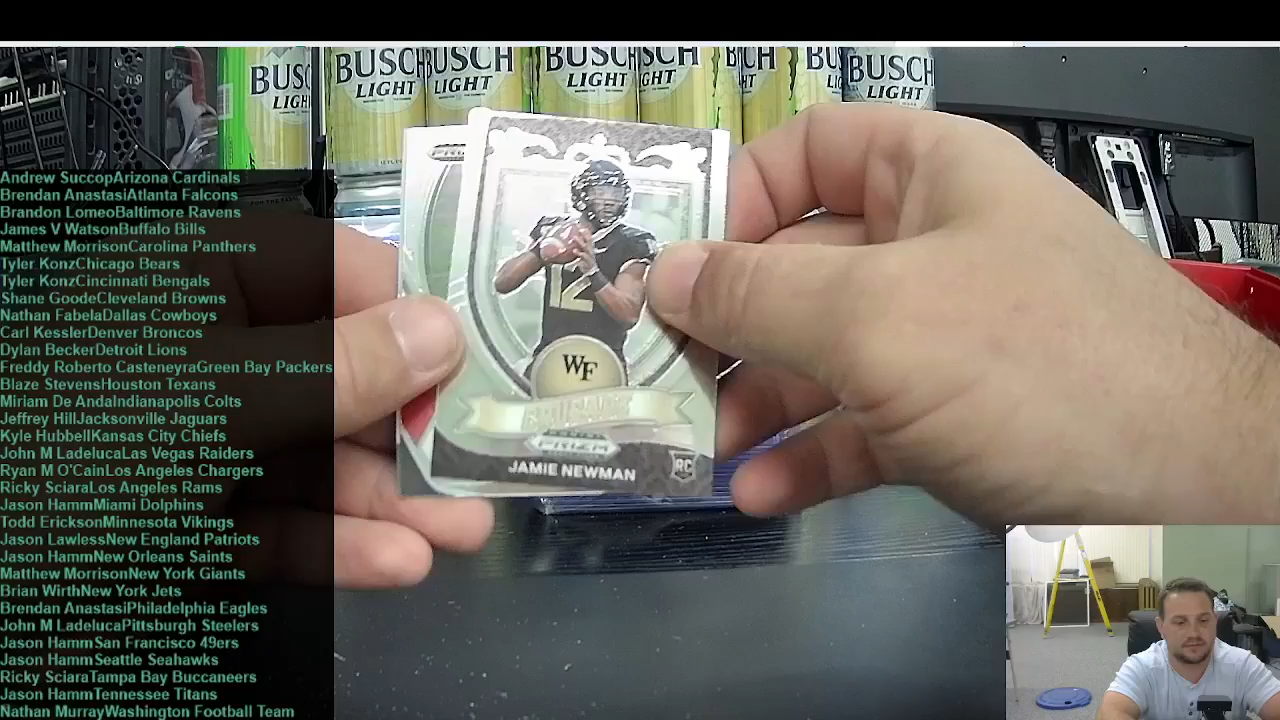 BUSC
LIGH
BUSCH
LIGHT
BUSCH
LIGHT
BUSCH
LIGHT
BUSCH
LIGHT
BUSCH
LIGHT
Andrew SuccopArizona Cardinals
Brendan AnastasiAtlanta Falcons
Brandon LomeoBaltimore Ravens
James V WatsonBuffalo Bills
Matthew MorrisonCarolina Panthers
Tyler KonzChicago Bears
Tyler KonzCincinnati Bengals
Shane GoodeCleveland Browns
Nathan FabelaDallas Cowboys
Carl KesslerDenver Broncos
Dylan BeckerDetroit Lions
Freddy Roberto CasteneyraGreen Bay Packers
Blaze StevensHouston Texans
Miriam De AndaIndianapolis Colts
Jeffrey HillJacksonville Jaguars
Kyle HubbellKansas City Chiefs
John M LadelucaLas Vegas Raiders
Ryan M O'CainLos Angeles Chargers
Ricky SciaraLos Angeles Rams
Jason HammMiami Dolphins
Todd EricksonMinnesota Vikings
Jason LawlessNew England Patriots
Jason HammNew Orleans Saints
Matthew MorrisonNew York Giants
Brian WirthNew York Jets
Brendan AnastasiPhiladelphia Eagles
John M LadelucaPittsburgh Steelers
Jason HammSan Francisco 49ers
Jason HammSeattle Seahawks
Ricky SciaraTampa Bay Buccaneers
Jason HammTennessee Titans
Nathan MurrayWashington Football Team
12
WF
PRIZM
JAMIE NEWMAN
RC